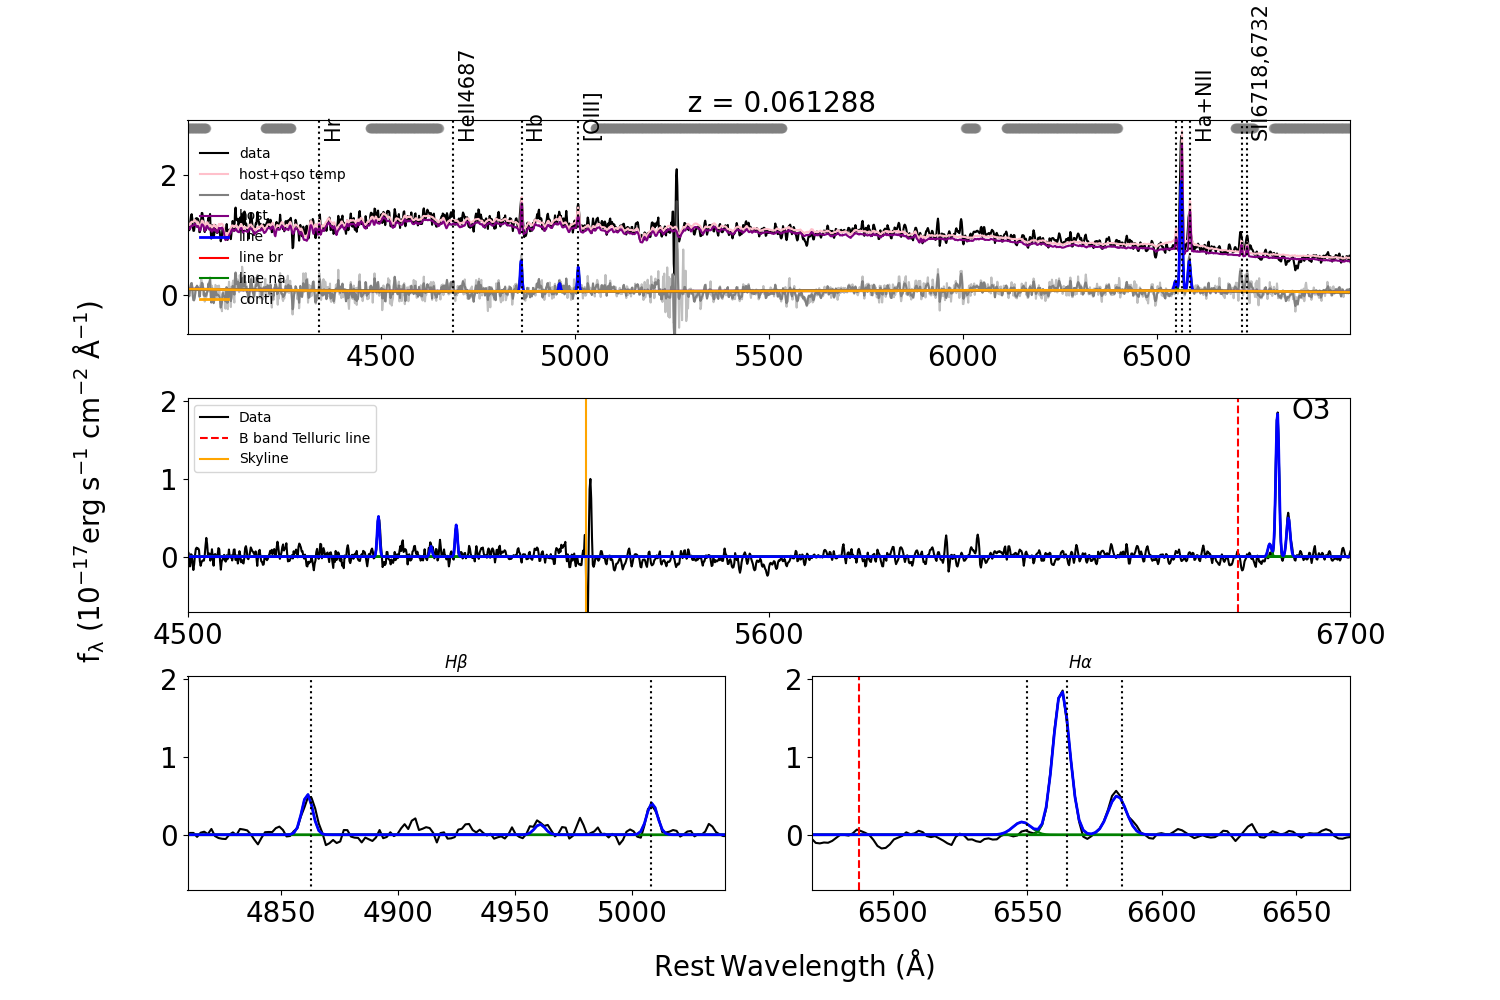 z = 0.061288
Hr
HeII4687
Hb
[OIII]
Ha+NII
SII6718,6732
data
host+qso temp
data-host
host
line
line br
line na
conti
2
0
4500
5000
5500
6000
6500
f_λ (10^−17 erg s^−1 cm^−2 Å^−1)
O3
Data
B band Telluric line
Skyline
2
1
0
4500
5600
6700
Hβ
2
1
0
4850
4900
4950
5000
Hα
2
1
0
6500
6550
6600
6650
Rest Wavelength (Å)